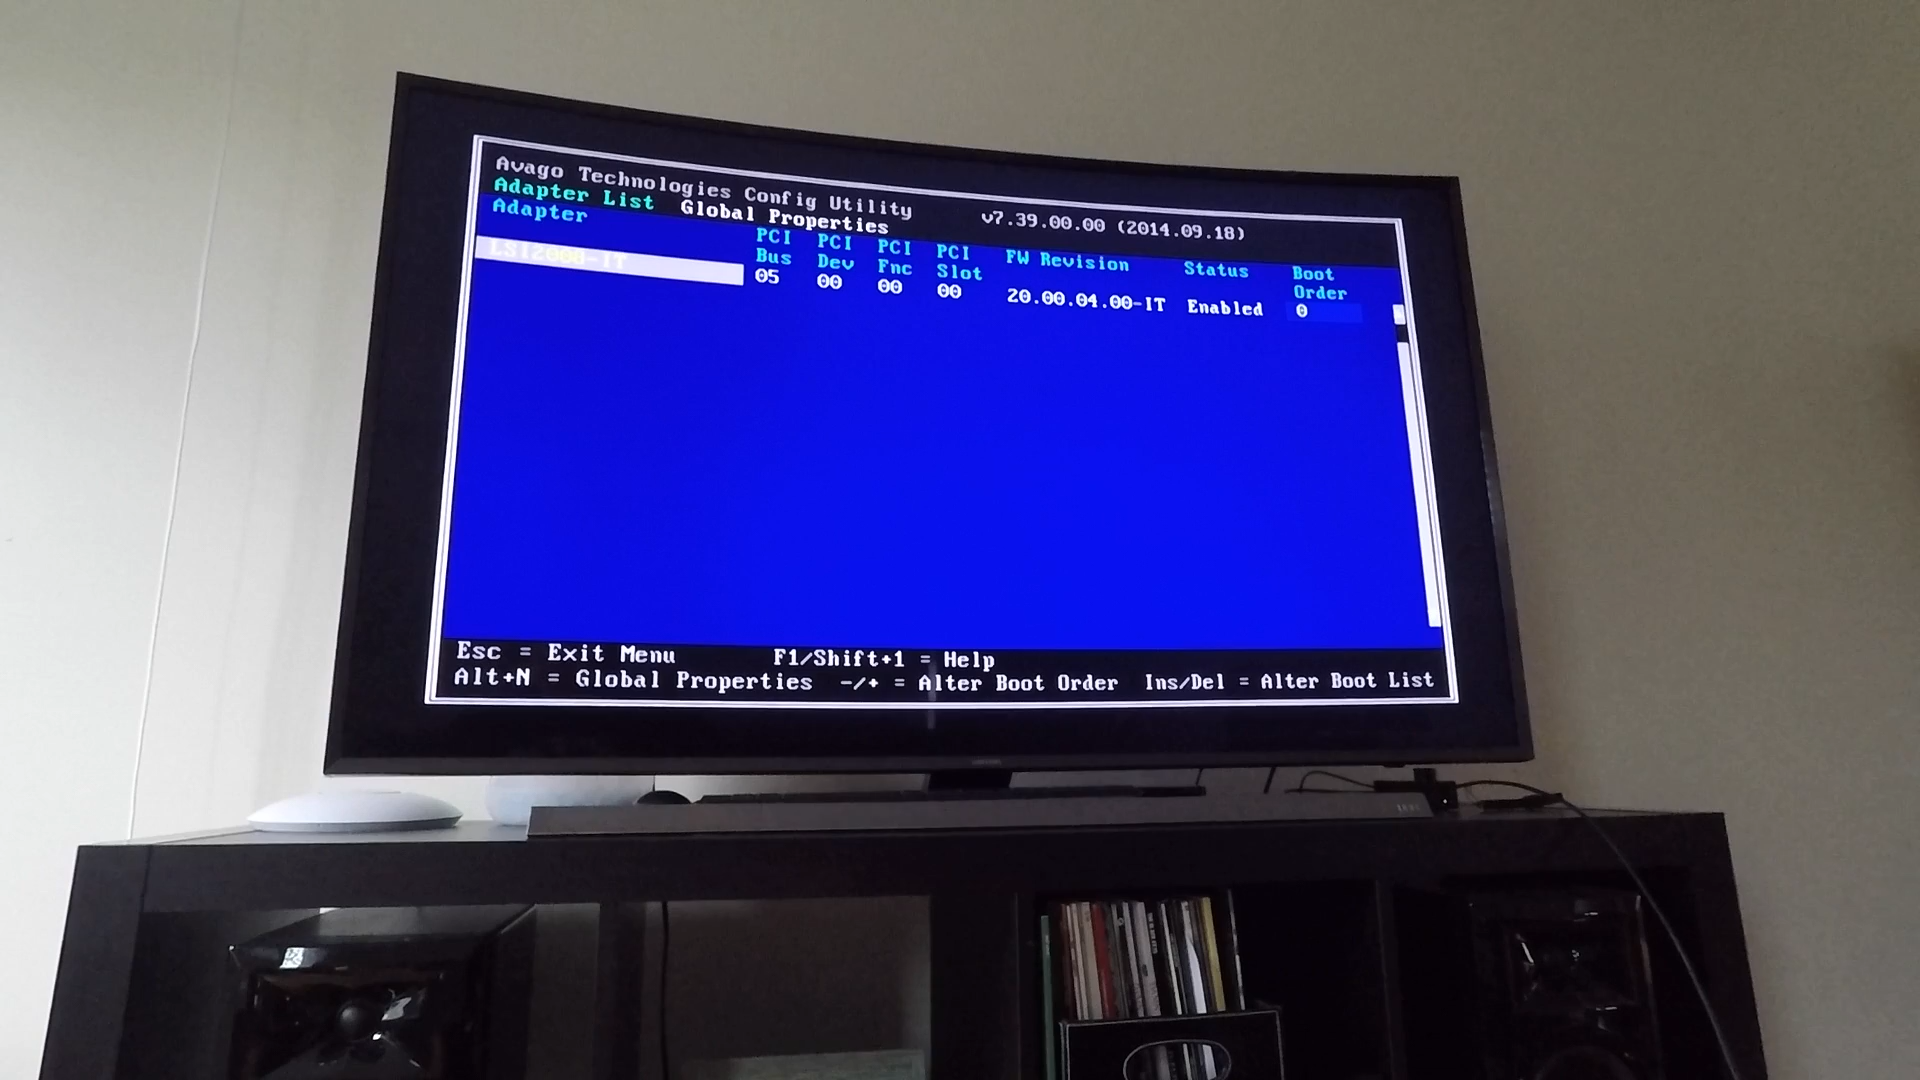 Avago Technologies Config Utility v7.39.00.00 (2014.09.18)
Adapter List Global Properties
Adapter PCI PCI PCI PCI FW Revision Status Boot
Bus Dev Fnc Slot Order
LSI2008-IT 05 00 00 00 20.00.04.00-IT Enabled 0
Esc = Exit Menu F1/Shift+1 = Help
Alt+N = Global Properties -/+ = Alter Boot Order Ins/Del = Alter Boot List